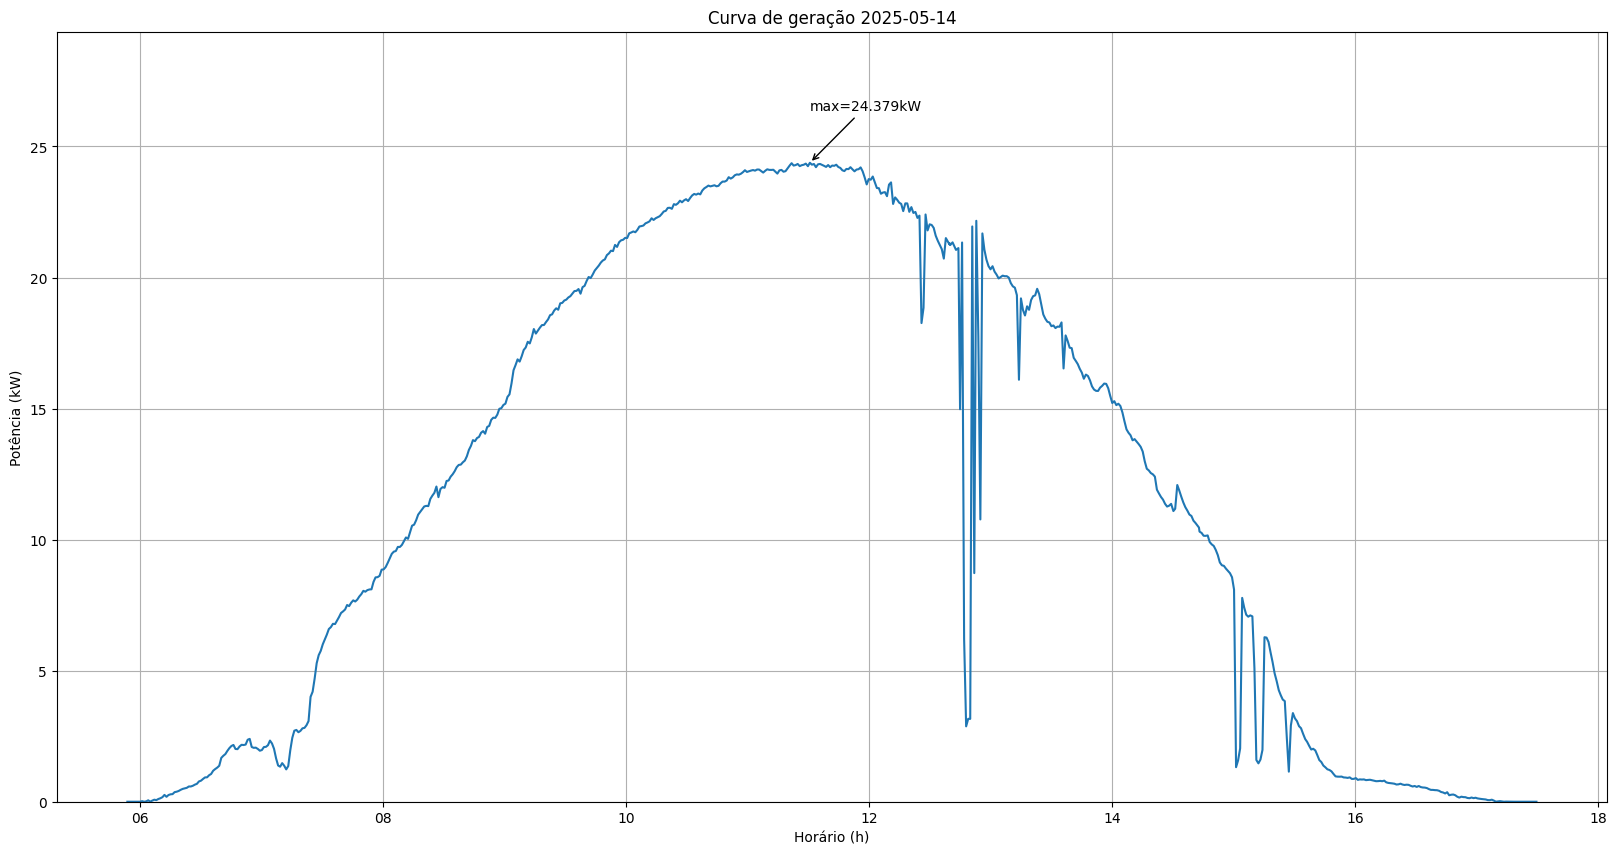 Curva de geração 2025-05-14
max=24.379kW
25
20
15
10
5
0
Potência (kW)
06 08 10 12 14 16 18
Horário (h)